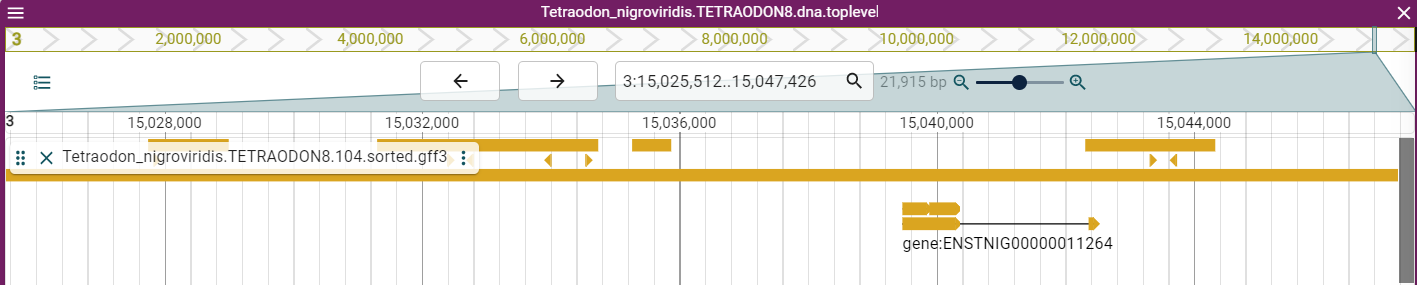 Tetraodon_nigroviridis.TETRAODON8.dna.toplevel
3 2,000,000 4,000,000 6,000,000 8,000,000 10,000,000 12,000,000 14,000,000
3:15,025,512..15,047,426 21,915 bp
3 15,028,000 15,032,000 15,036,000 15,040,000 15,044,000
Tetraodon_nigroviridis.TETRAODON8.104.sorted.gff3
gene:ENSTNIG00000011264